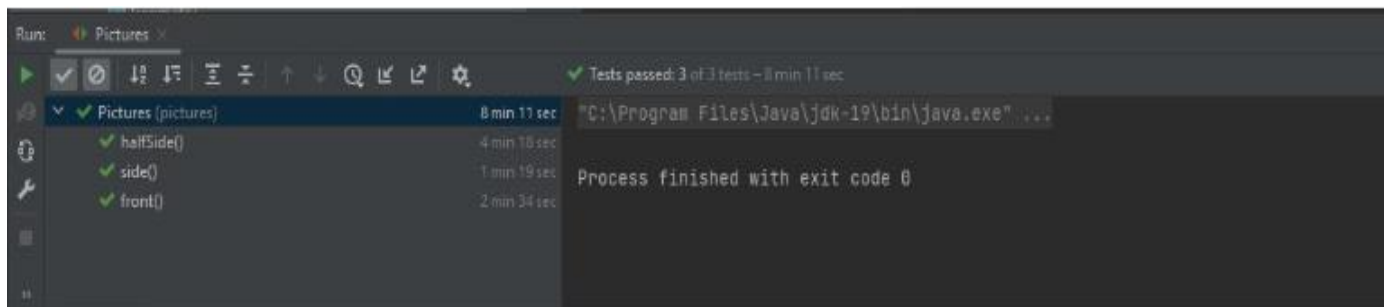 Run: Pictures ×
Tests passed: 3 of 3 tests – 8 min 11 sec
Pictures (pictures) 8 min 11 sec
"C:\Program Files\Java\jdk-19\bin\java.exe" ...
halfSide() 4 min 18 sec
side() 1 min 19 sec
Process finished with exit code 0
front() 2 min 34 sec